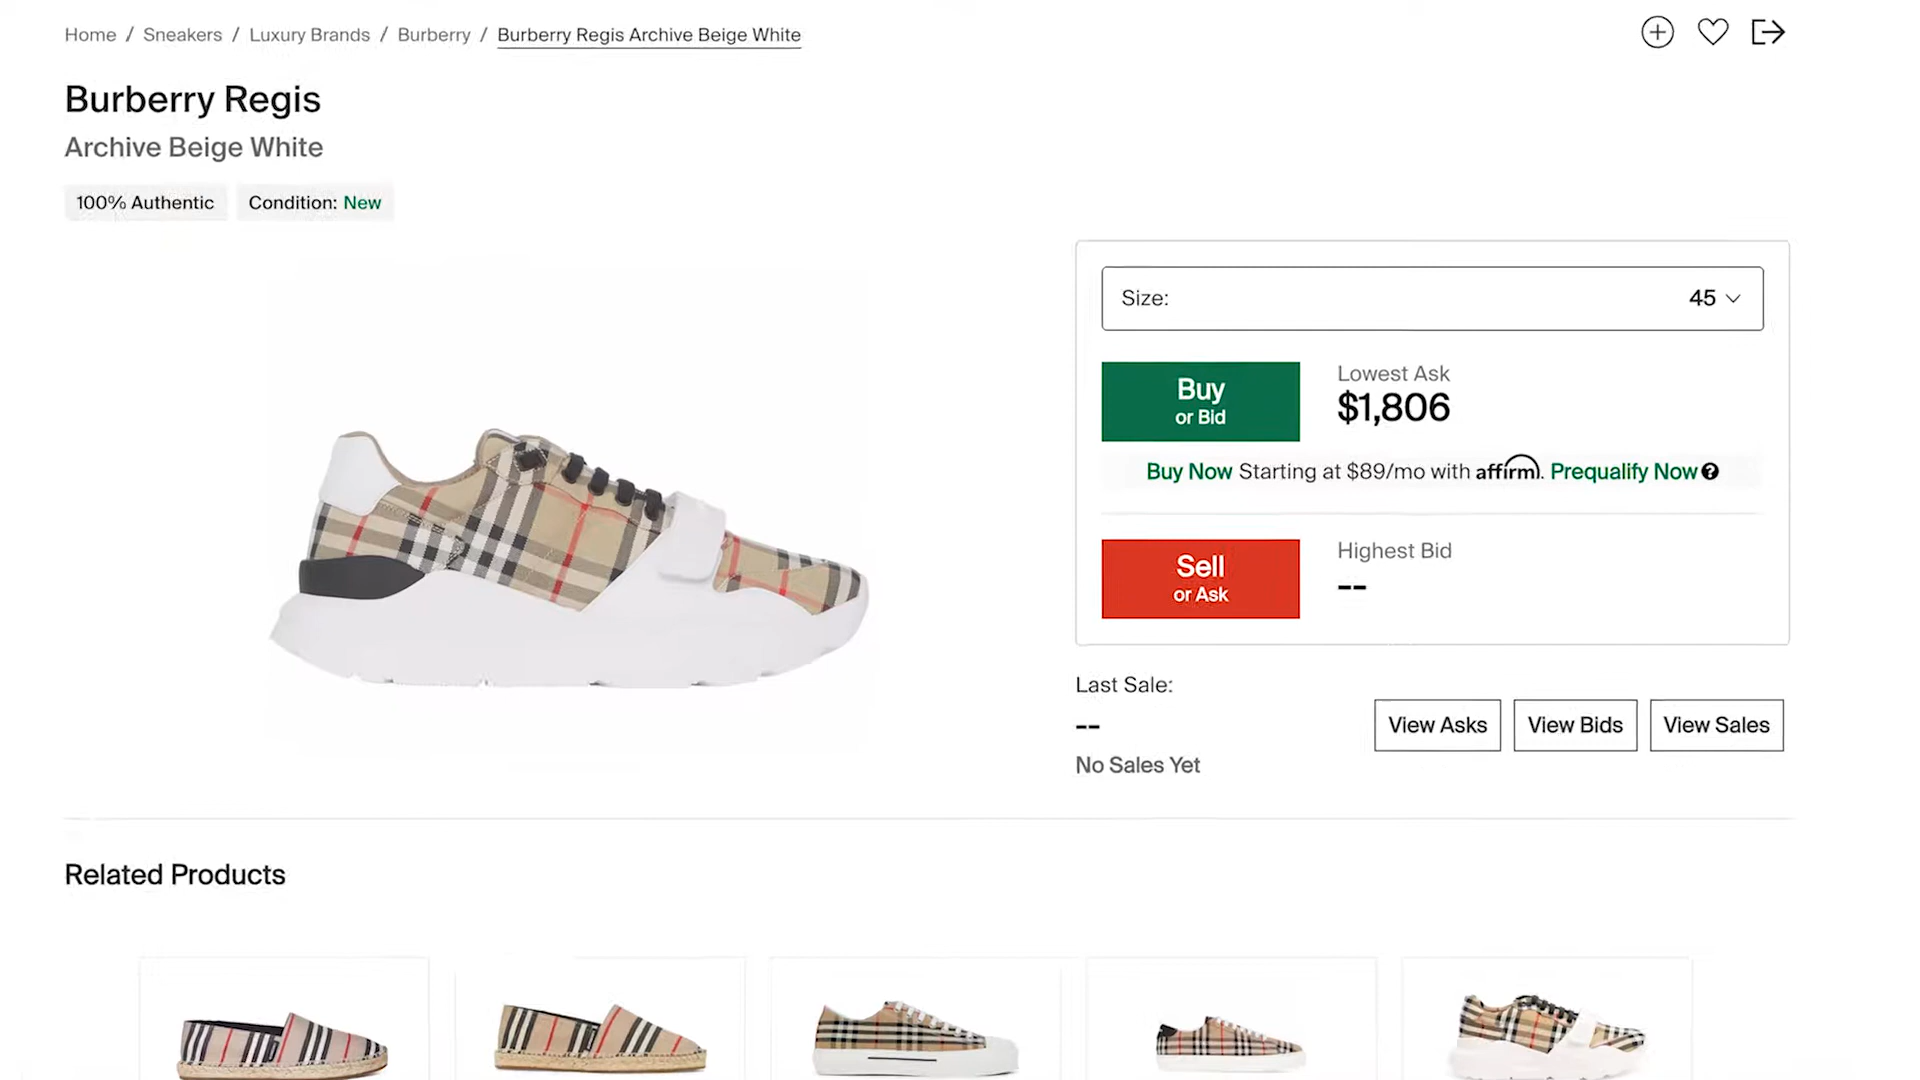 Home / Sneakers / Luxury Brands / Burberry / Burberry Regis Archive Beige White
Burberry Regis
Archive Beige White
100% Authentic
Condition: New
Size: 45
Buy
or Bid
Lowest Ask
$1,806
Buy Now Starting at $89/mo with affirm. Prequalify Now
Sell
or Ask
Highest Bid
--
Last Sale:
--
No Sales Yet
View Asks
View Bids
View Sales
Related Products